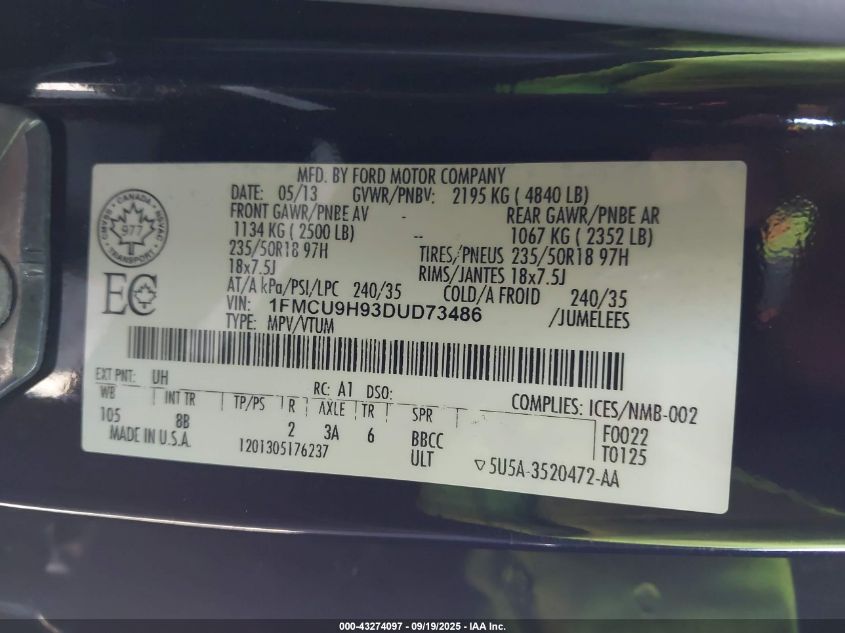 MFD. BY FORD MOTOR COMPANY
DATE: 05/13 GVWR/PNBV: 2195 KG ( 4840 LB)
FRONT GAWR/PNBE AV - REAR GAWR/PNBE AR
1134 KG ( 2500 LB) -- 1067 KG ( 2352 LB)
235/50R18 97H TIRES/PNEUS 235/50R18 97H
18x7.5J RIMS/JANTES 18x7.5J
AT/A kPa/PSI/LPC 240/35 COLD/A FROID 240/35
VIN: 1FMCU9H93DUD73486 /JUMELEES
TYPE: MPV/VTUM
CANADA
977
TRANSPORT
EC
EXT PNT: UH RC: A1 DSO: COMPLIES: ICES/NMB-002
WB INT TR TP/PS R AXLE TR SPR F0022
105 8B 2 3A 6 BBCC T0125
MADE IN U.S.A. 1201305176237 ULT 5U5A-3520472-AA
000-43274097 - 09/19/2025 - IAA Inc.